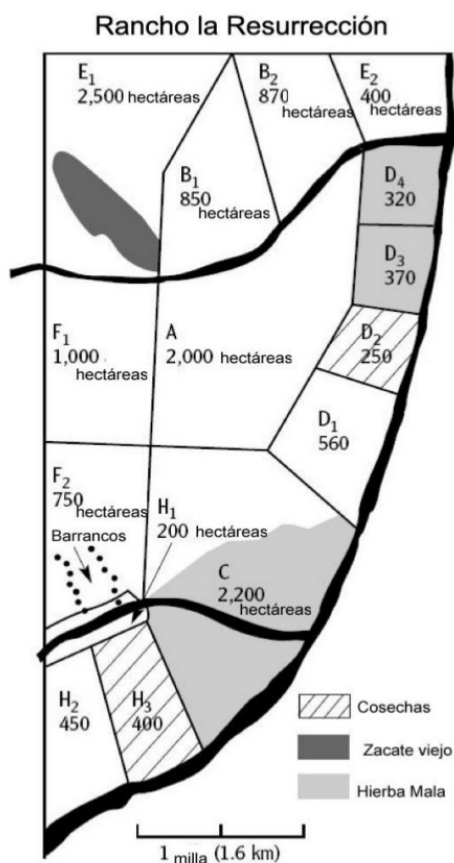 Rancho la Resurrección
E₁
2,500 hectáreas
B₂
870
hectáreas
E₂
400
hectáreas
B₁
850
hectáreas
D₄
320
D₃
370
F₁
1,000
hectáreas
A
2,000 hectáreas
D₂
250
D₁
560
F₂
750
hectáreas
Barrancos
H₁
200 hectáreas
C
2,200
hectáreas
H₂
450
H₃
400
Cosechas
Zacate viejo
Hierba Mala
1 milla (1.6 km)